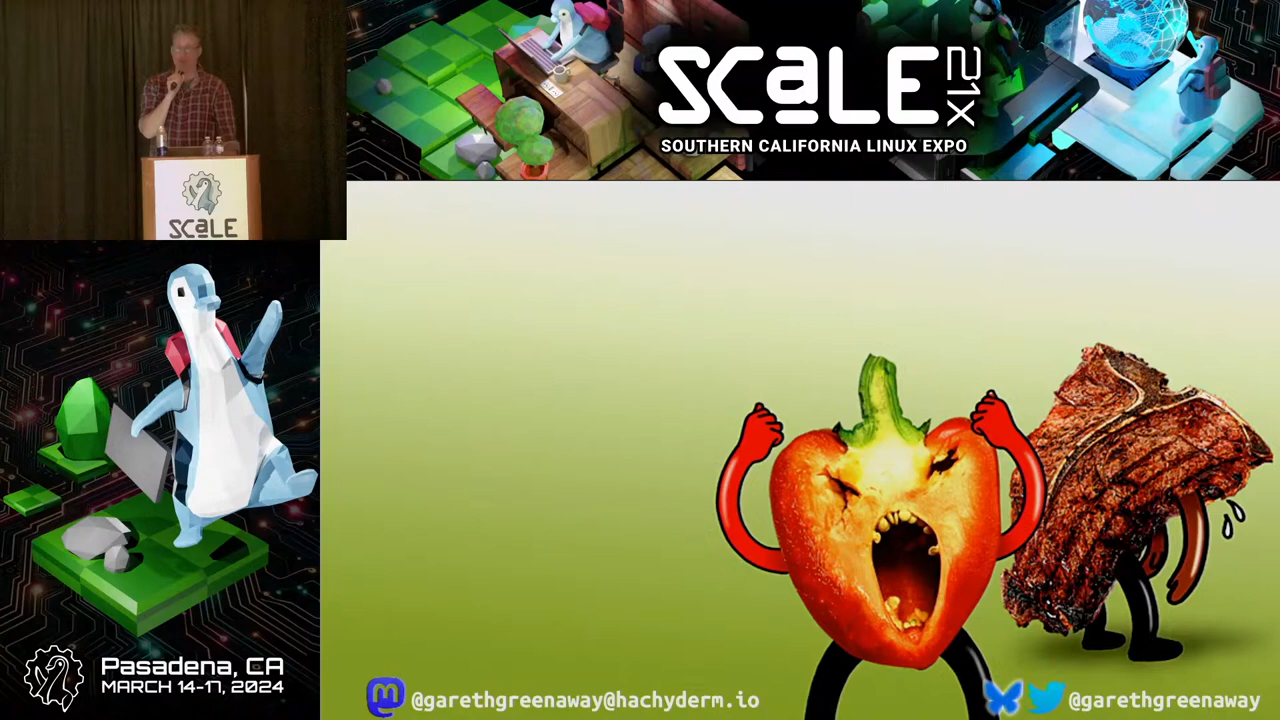 SCALE
21X
SOUTHERN CALIFORNIA LINUX EXPO
SCALE
Pasadena, CA
MARCH 14-17, 2024
@garethgreenaway@hachyderm.io
@garethgreenaway